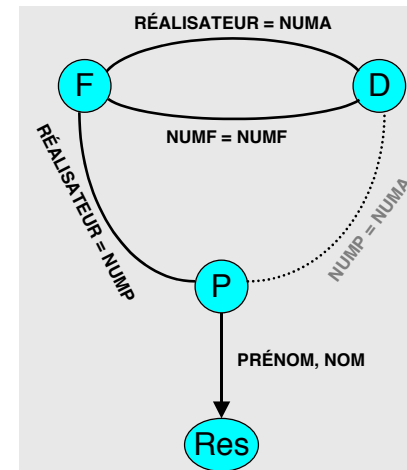 RÉALISATEUR = NUMA
F
D
NUMF = NUMF
RÉALISATEUR = NUMP
NUMP = NUMA
P
PRÉNOM, NOM
Res